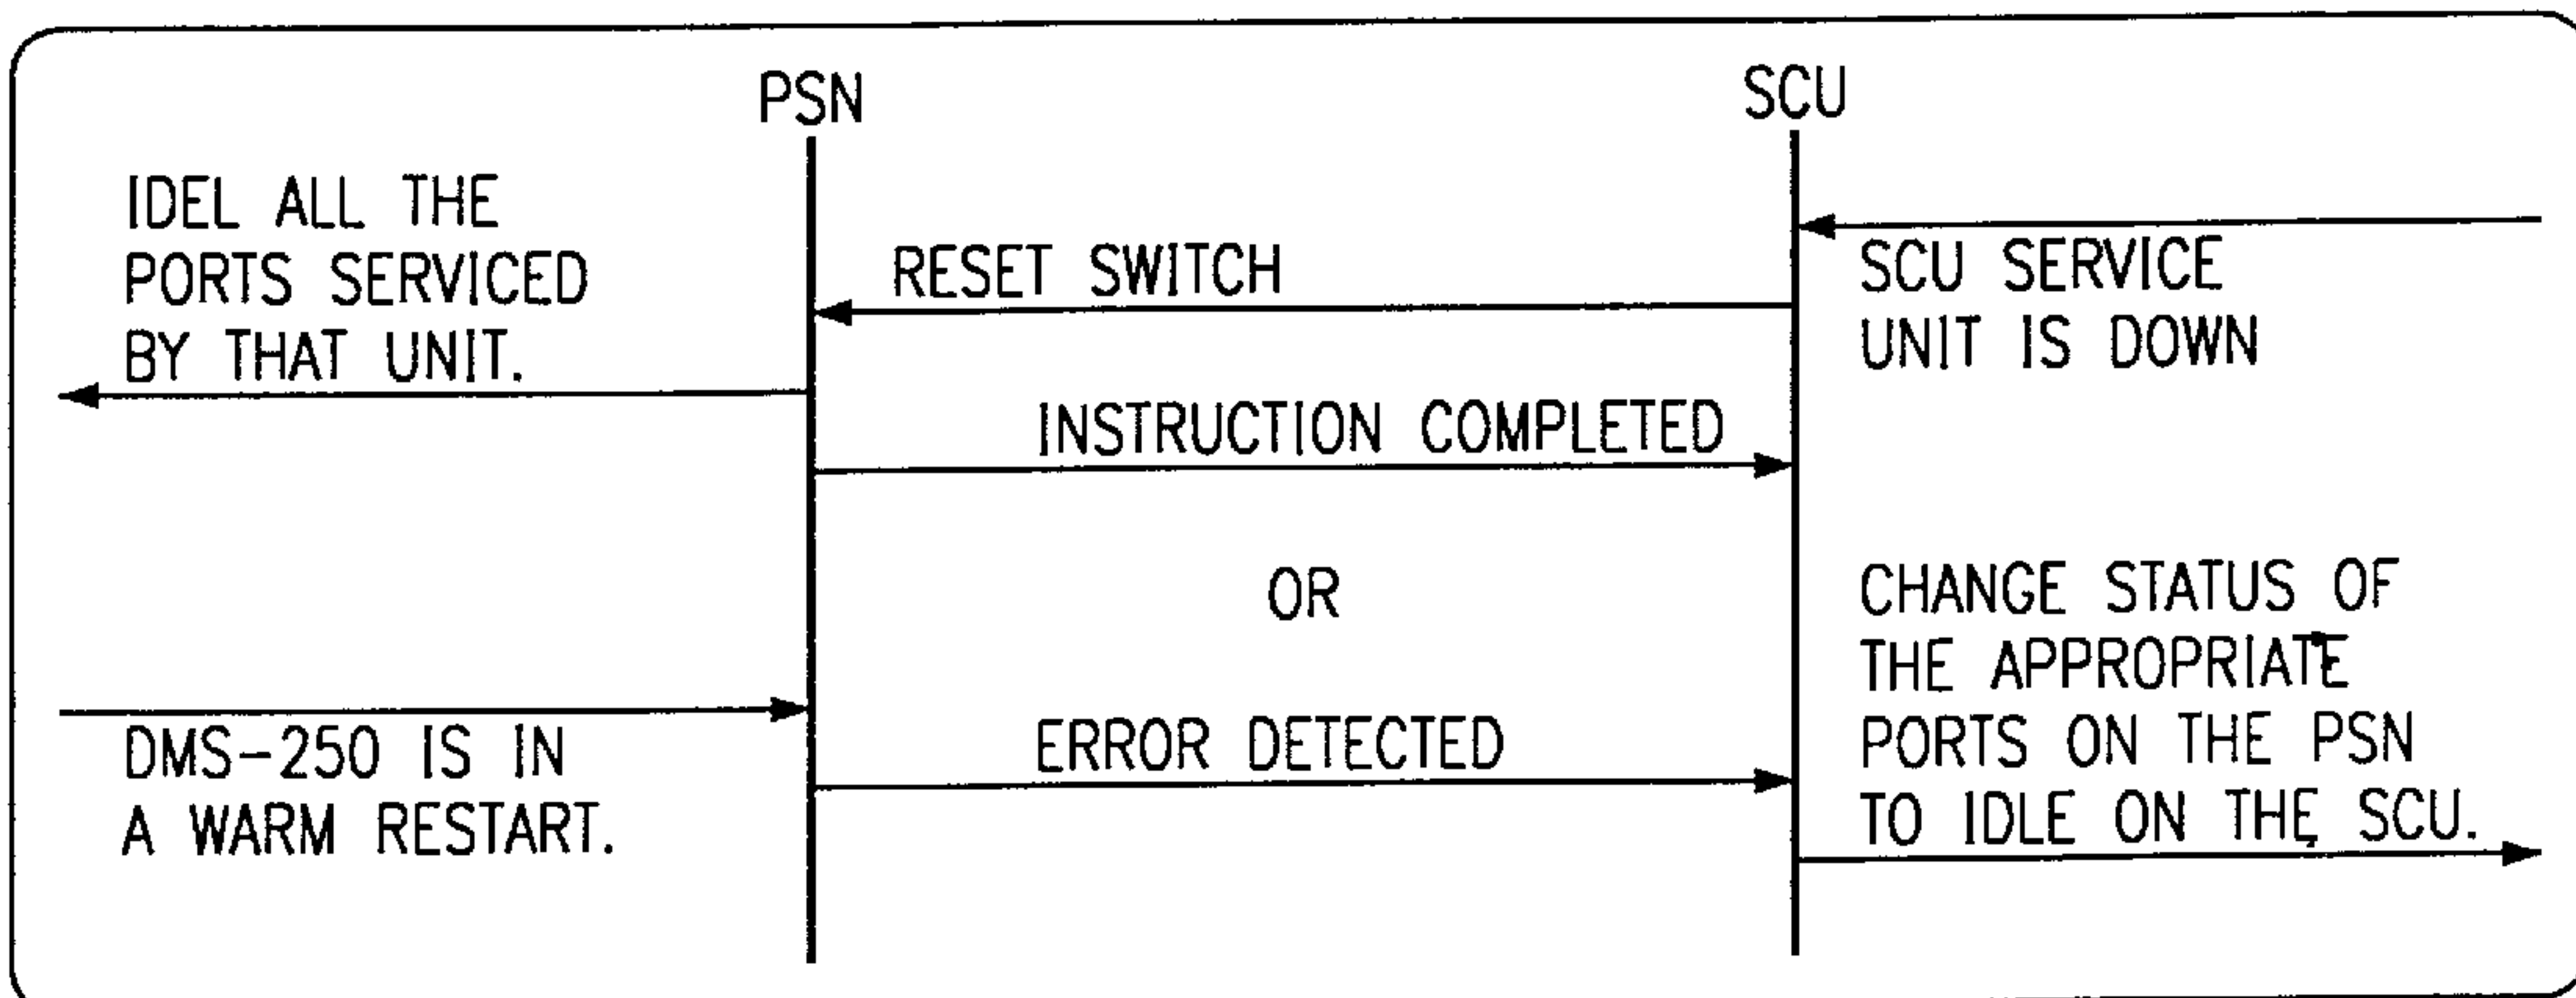 PSN
SCU
IDEL ALL THE
PORTS SERVICED
BY THAT UNIT.
RESET SWITCH
SCU SERVICE
UNIT IS DOWN
INSTRUCTION COMPLETED
OR
DMS-250 IS IN
A WARM RESTART.
ERROR DETECTED
CHANGE STATUS OF
THE APPROPRIATE
PORTS ON THE PSN
TO IDLE ON THE SCU.